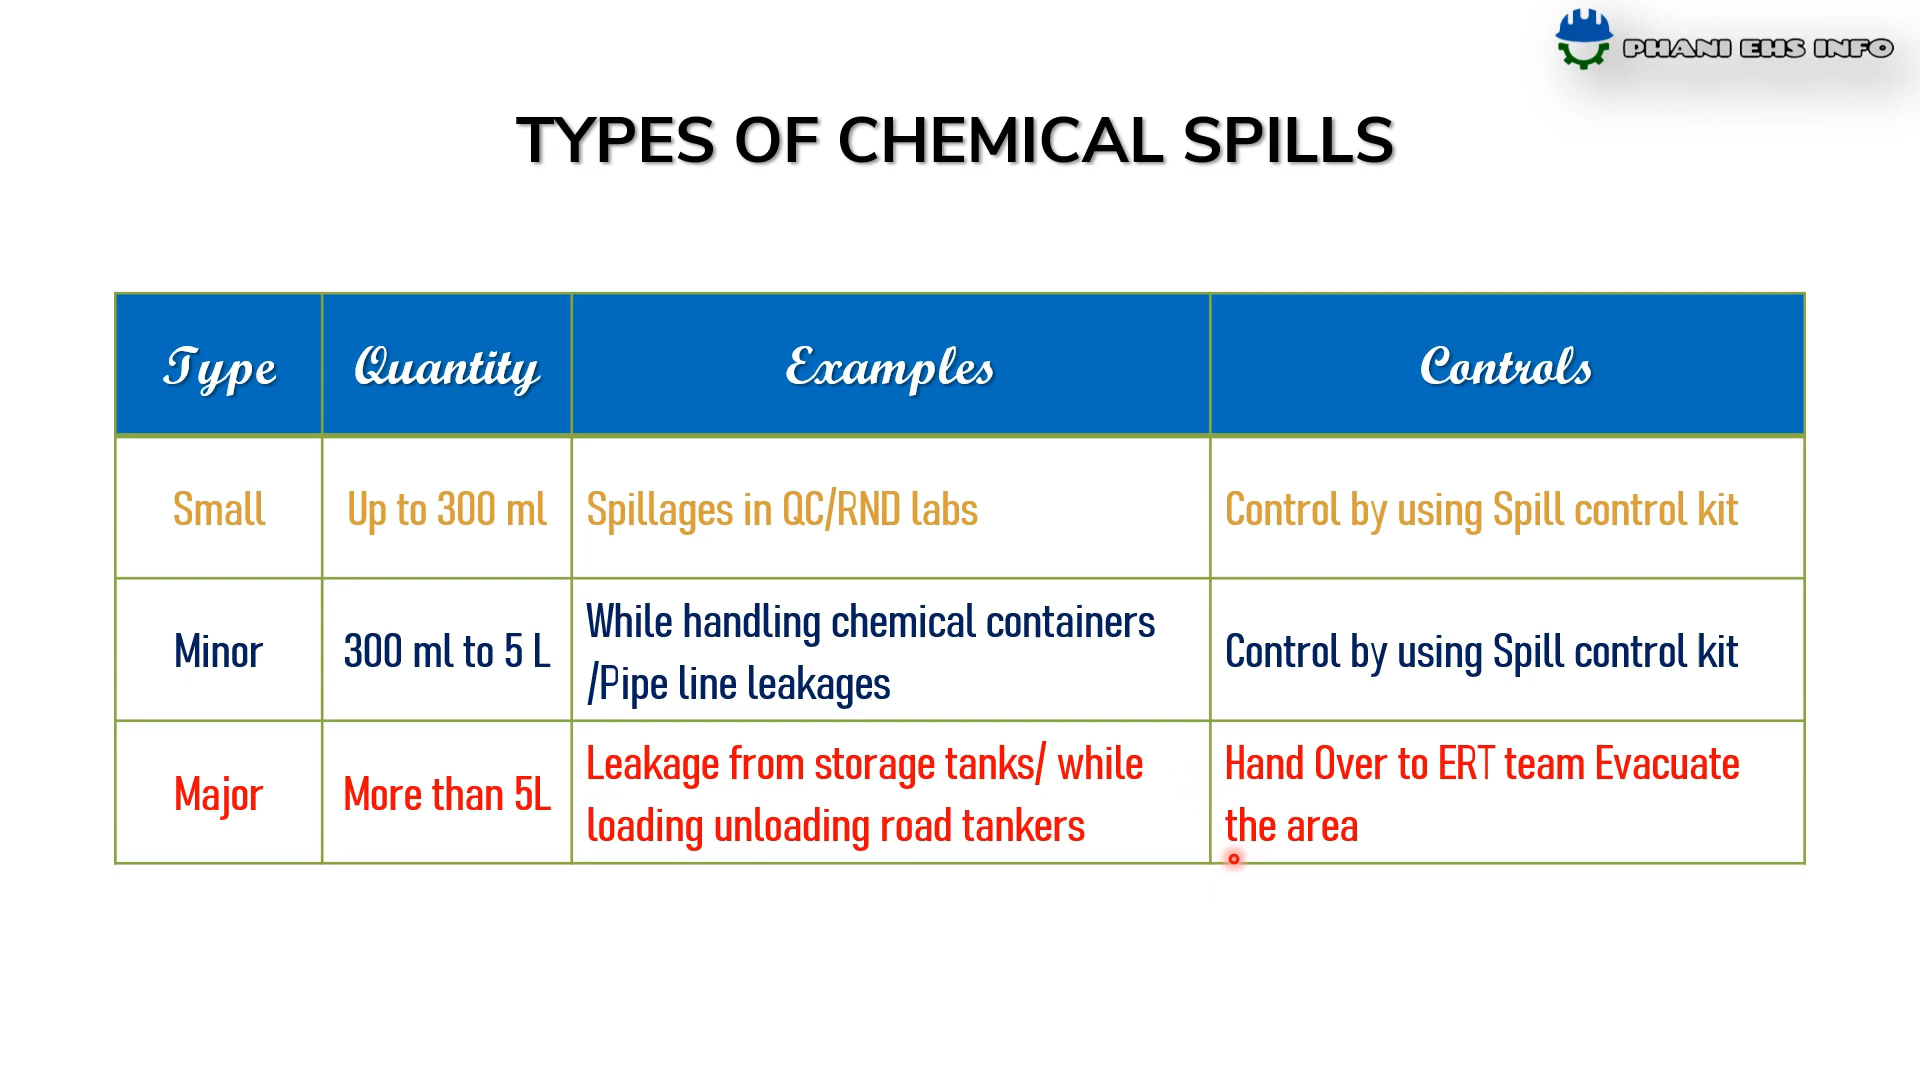 PHANI EHS INFO
TYPES OF CHEMICAL SPILLS
Type Quantity Examples Controls
Small Up to 300 ml Spillages in QC/RND labs Control by using Spill control kit
Minor 300 ml to 5 L While handling chemical containers
/Pipe line leakages Control by using Spill control kit
Major More than 5L Leakage from storage tanks/ while
loading unloading road tankers Hand Over to ERT team Evacuate
the area